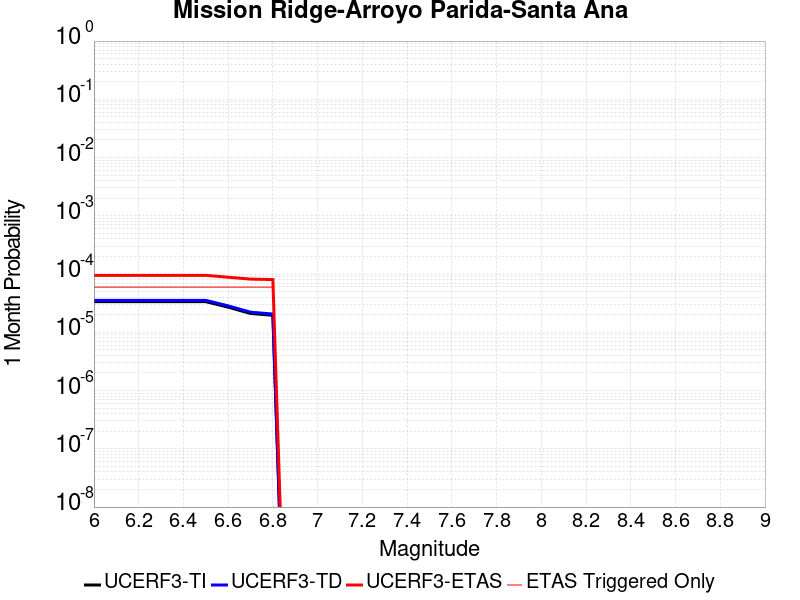 Mission Ridge-Arroyo Parida-Santa Ana
10^0
10^-1
10^-2
10^-3
10^-4
10^-5
10^-6
10^-7
10^-8
1 Month Probability
6 6.2 6.4 6.6 6.8 7 7.2 7.4 7.6 7.8 8 8.2 8.4 8.6 8.8 9
Magnitude
UCERF3-TI UCERF3-TD UCERF3-ETAS ETAS Triggered Only